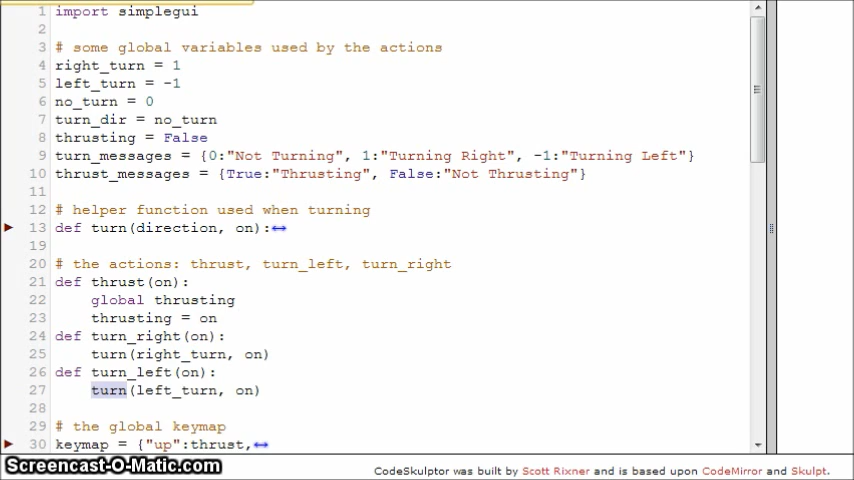 1 import simplegui
2
3 # some global variables used by the actions
4 right_turn = 1
5 left_turn = -1
6 no_turn = 0
7 turn_dir = no_turn
8 thrusting = False
9 turn_messages = {0:"Not Turning", 1:"Turning Right", -1:"Turning Left"}
10 thrust_messages = {True:"Thrusting", False:"Not Thrusting"}
11
12 # helper function used when turning
13 def turn(direction, on):↔
19
20 # the actions: thrust, turn_left, turn_right
21 def thrust(on):
22 global thrusting
23 thrusting = on
24 def turn_right(on):
25 turn(right_turn, on)
26 def turn_left(on):
27 turn(left_turn, on)
28
29 # the global keymap
30 keymap = {"up":thrust,↔
Screencast-O-Matic.com
CodeSkulptor was built by Scott Rixner and is based upon CodeMirror and Skulpt.